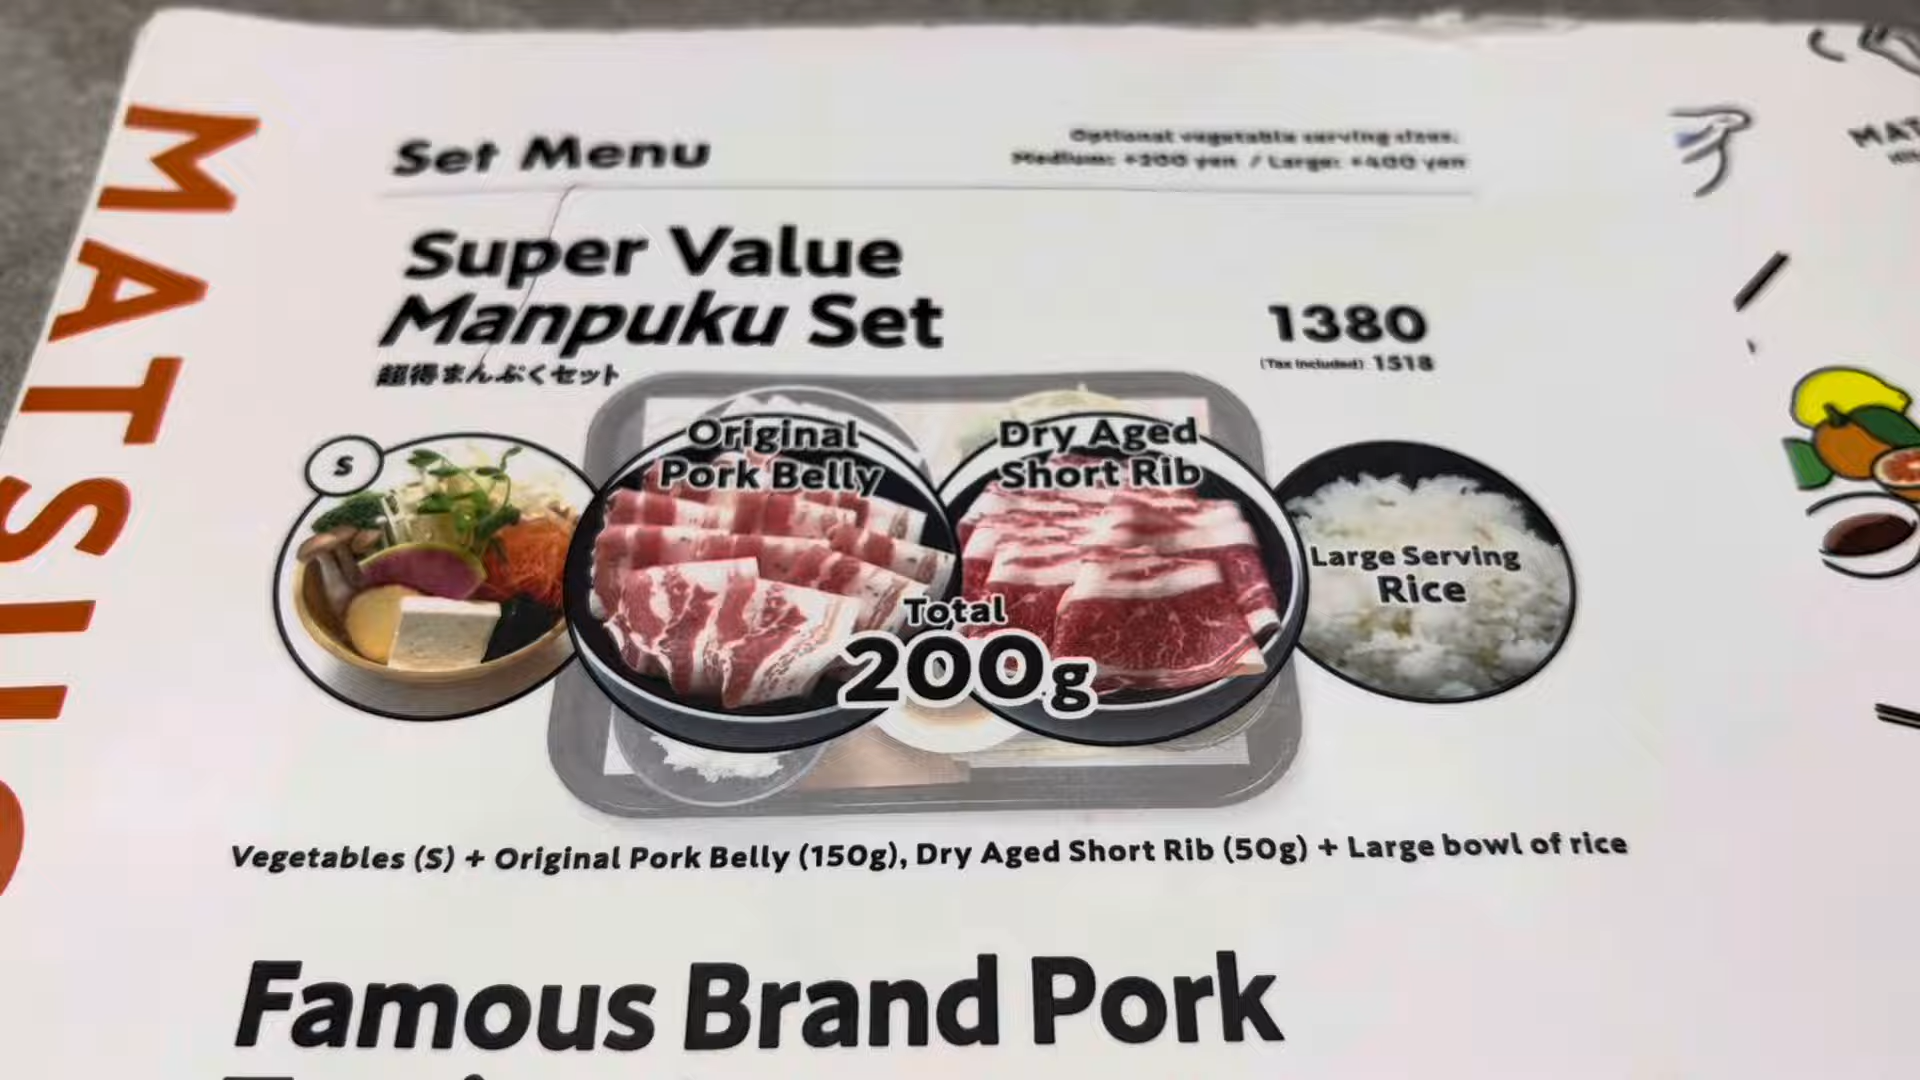 MATSU
Set Menu
Optional vegetable serving sizes.
Medium: +200 yen / Large: +400 yen
Super Value
Manpuku Set
超得まんぷくセット
1380
(Tax included) 1518
S
Original
Pork Belly
Dry Aged
Short Rib
Large Serving
Rice
Total
200g
Vegetables (S) + Original Pork Belly (150g), Dry Aged Short Rib (50g) + Large bowl of rice
Famous Brand Pork
MAT